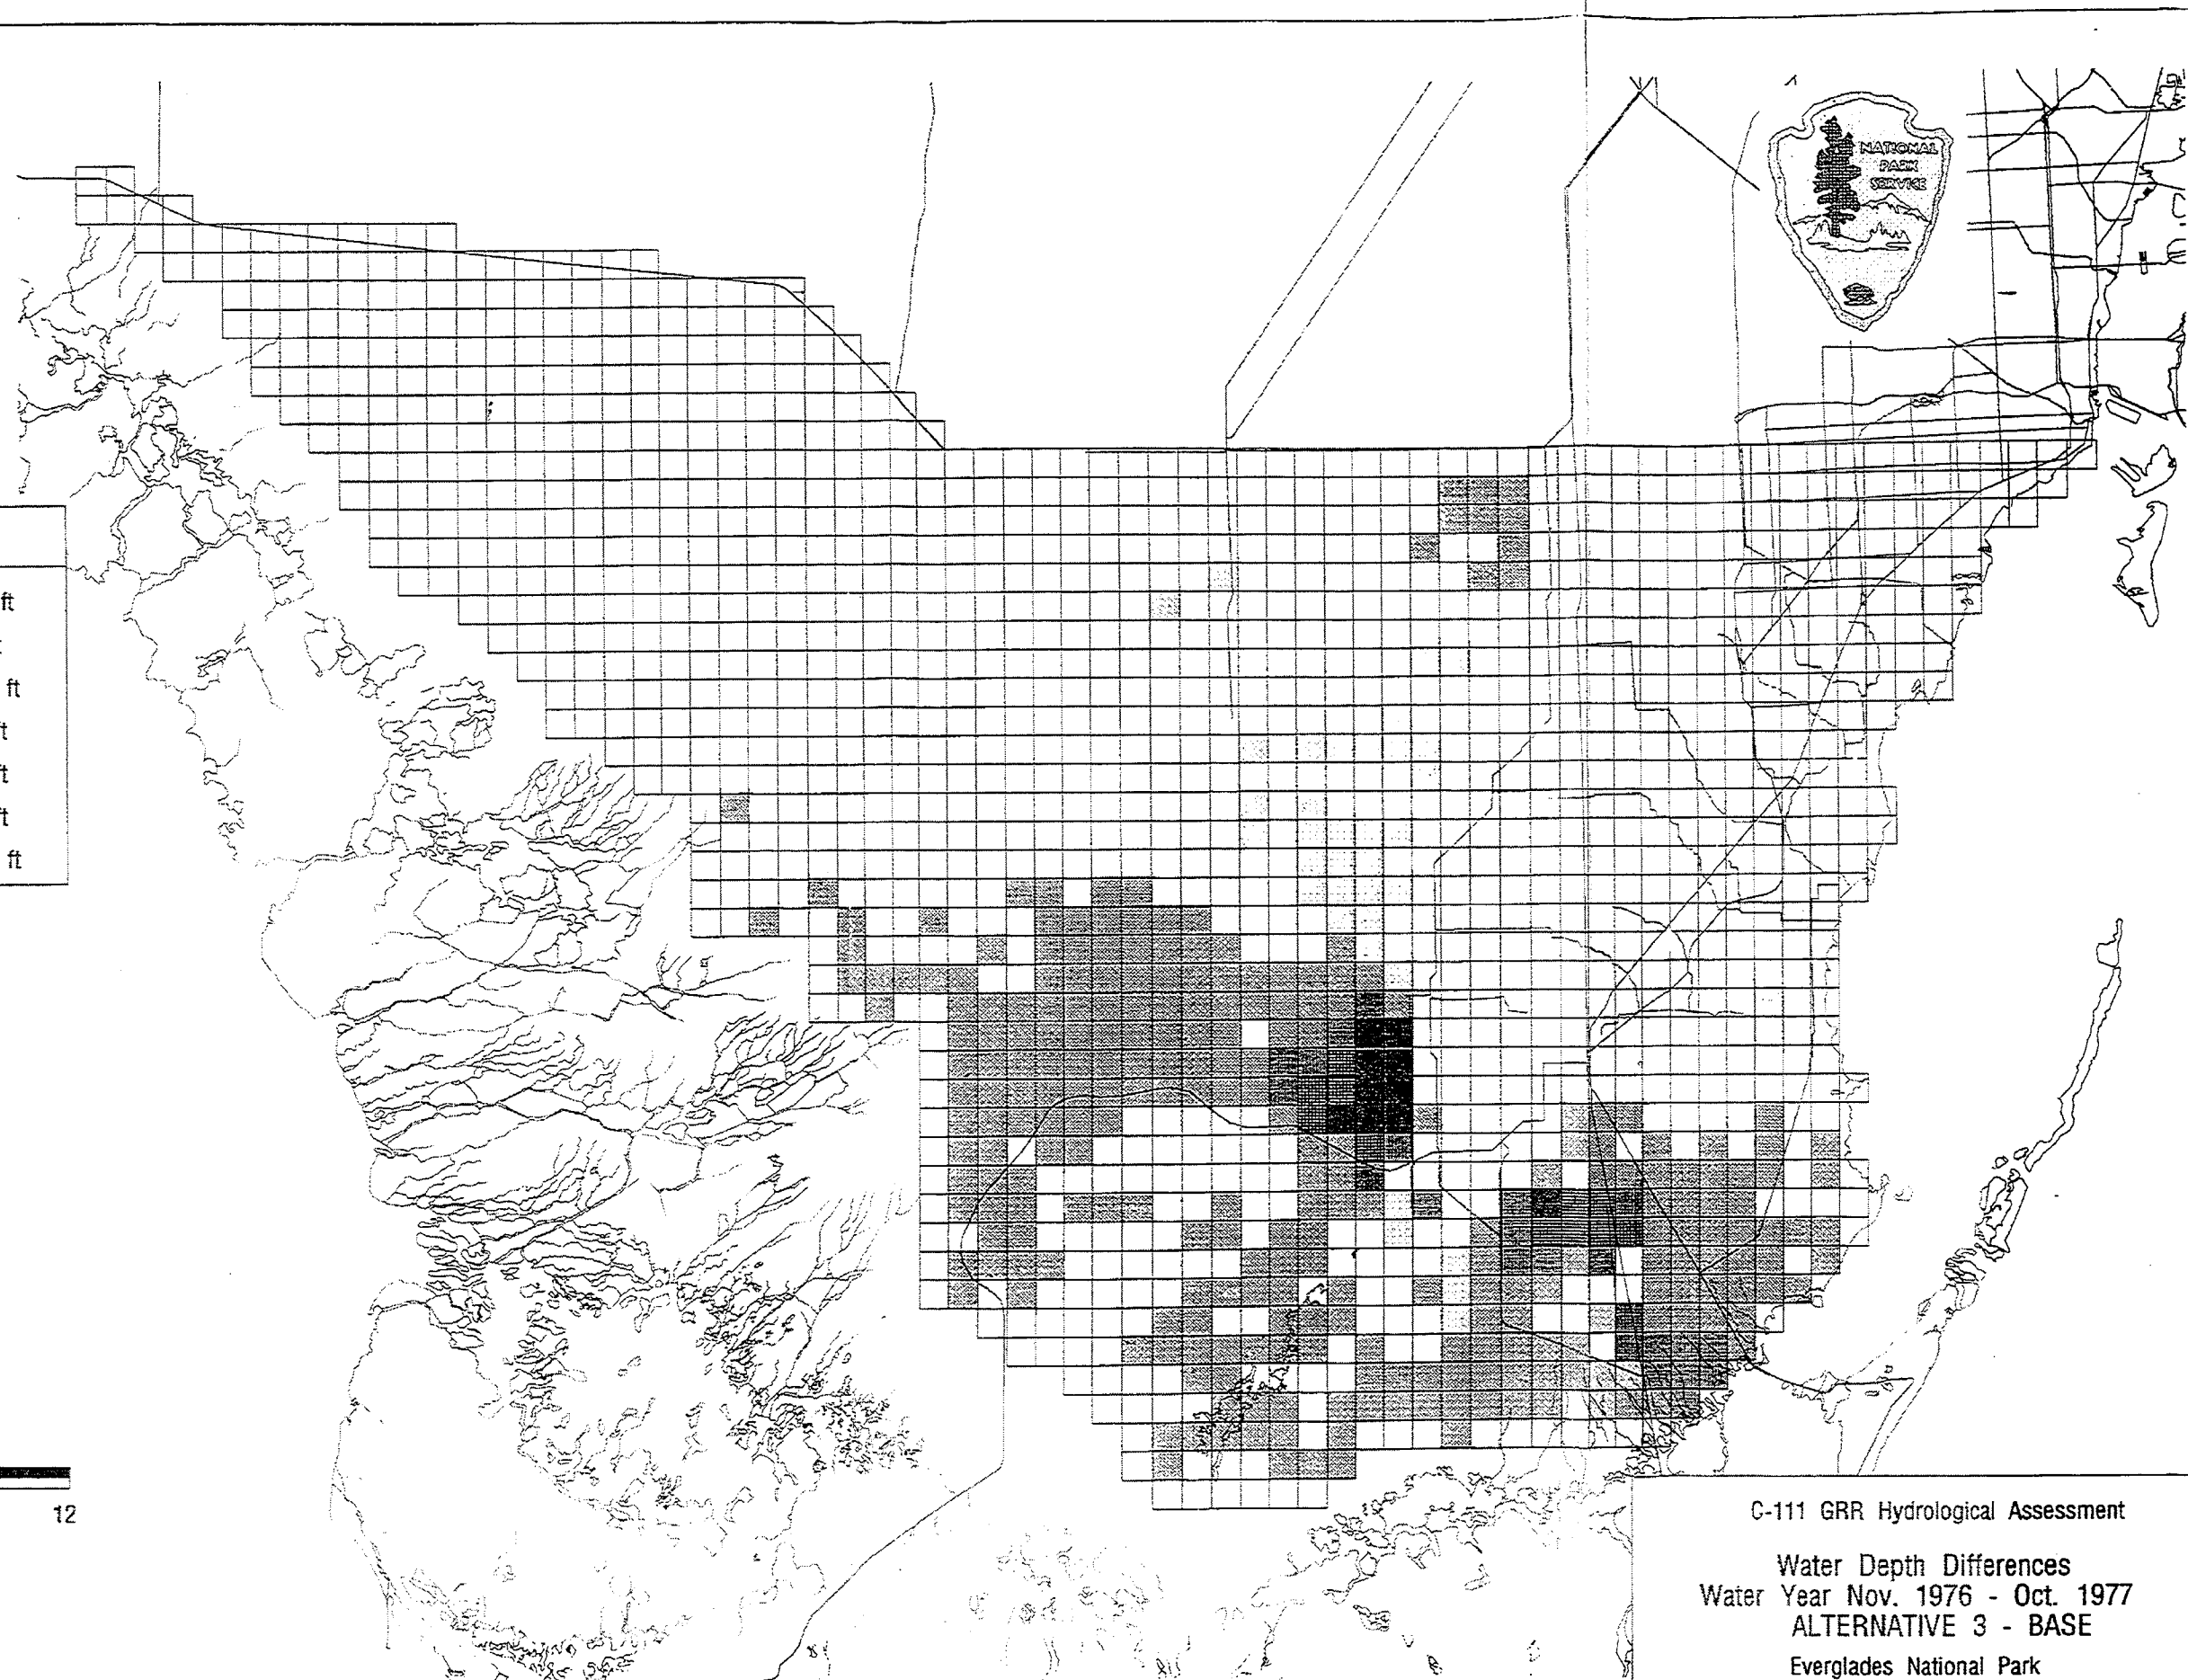 NATIONAL
PARK
SERVICE
ft
ft
ft
ft
ft
ft
12
C-111 GRR Hydrological Assessment
Water Depth Differences
Water Year Nov. 1976 - Oct. 1977
ALTERNATIVE 3 - BASE
Everglades National Park